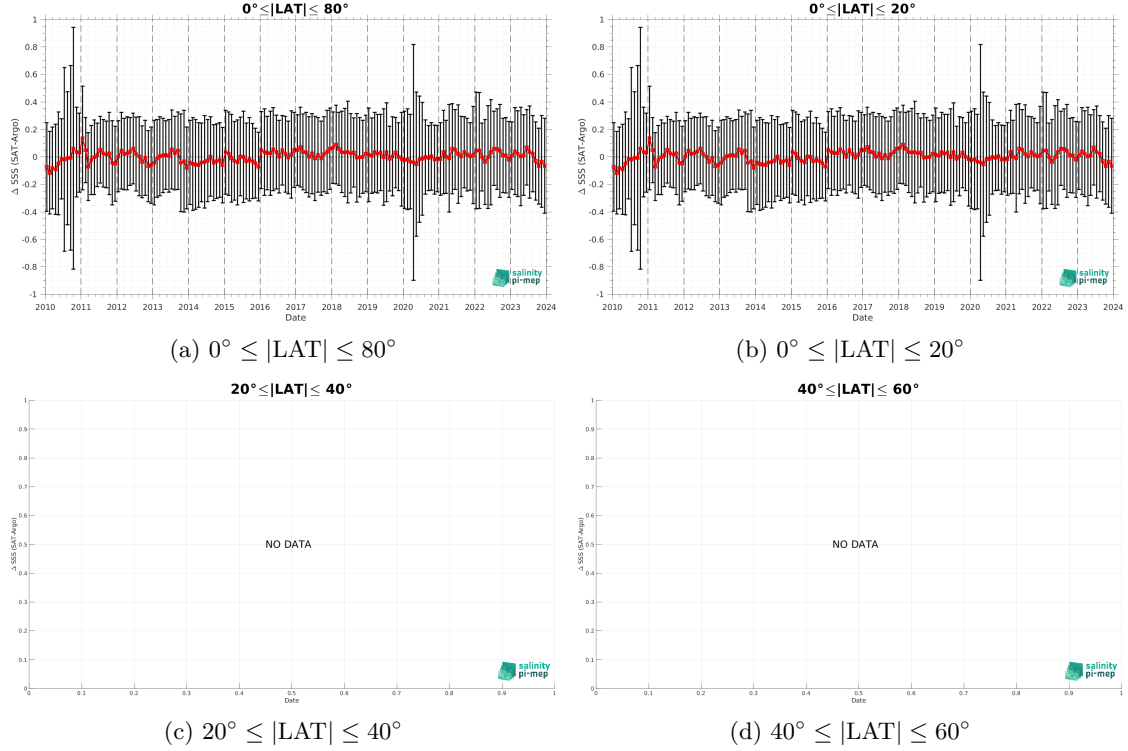 0°≤|LAT|≤ 80°
Δ SSS (SAT-Argo)
1
0.8
0.6
0.4
0.2
0
-0.2
-0.4
-0.6
-0.8
-1
2010 2011 2012 2013 2014 2015 2016 2017 2018 2019 2020 2021 2022 2023 2024
Date
salinity
pi-mep
(a) 0° ≤ |LAT| ≤ 80°
0°≤|LAT|≤ 20°
Δ SSS (SAT-Argo)
1
0.8
0.6
0.4
0.2
0
-0.2
-0.4
-0.6
-0.8
-1
2010 2011 2012 2013 2014 2015 2016 2017 2018 2019 2020 2021 2022 2023 2024
Date
salinity
pi-mep
(b) 0° ≤ |LAT| ≤ 20°
20°≤|LAT|≤ 40°
Δ SSS (SAT-Argo)
1
0.9
0.8
0.7
0.6
0.5
0.4
0.3
0.2
0.1
0
NO DATA
0 0.1 0.2 0.3 0.4 0.5 0.6 0.7 0.8 0.9 1
Date
salinity
pi-mep
(c) 20° ≤ |LAT| ≤ 40°
40°≤|LAT|≤ 60°
Δ SSS (SAT-Argo)
1
0.9
0.8
0.7
0.6
0.5
0.4
0.3
0.2
0.1
0
NO DATA
0 0.1 0.2 0.3 0.4 0.5 0.6 0.7 0.8 0.9 1
Date
salinity
pi-mep
(d) 40° ≤ |LAT| ≤ 60°